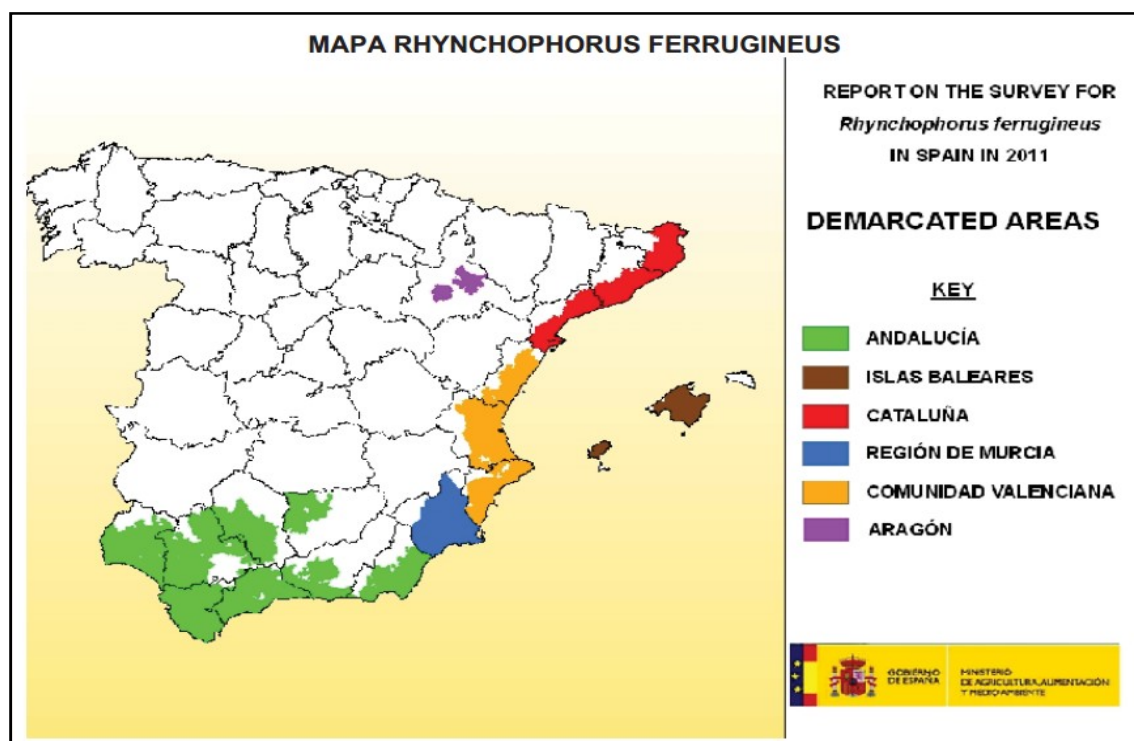 MAPA RHYNCHOPHORUS FERRUGINEUS
REPORT ON THE SURVEY FOR
Rhynchophorus ferrugineus
IN SPAIN IN 2011
DEMARCATED AREAS
KEY
ANDALUCÍA
ISLAS BALEARES
CATALUÑA
REGIÓN DE MURCIA
COMUNIDAD VALENCIANA
ARAGÓN
GOBIERNO
DE ESPAÑA
MINISTERIO
DE AGRICULTURA, ALIMENTACIÓN
Y MEDIO AMBIENTE